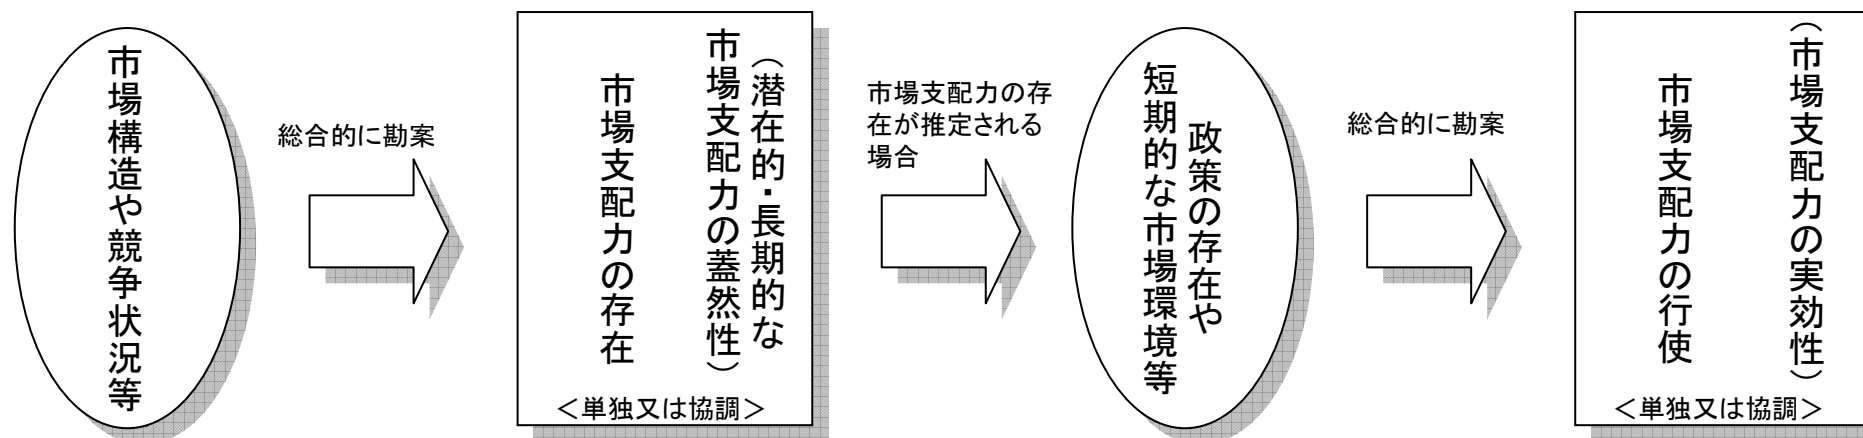 市場構造や競争状況等
総合的に勘案
（潜在的・長期的な
市場支配力の蓋然性）
市場支配力の存在
＜単独又は協調＞
市場支配力の存
在が推定される
場合
政策の存在や
短期的な市場環境等
総合的に勘案
（市場支配力の実効性）
市場支配力の行使
＜単独又は協調＞